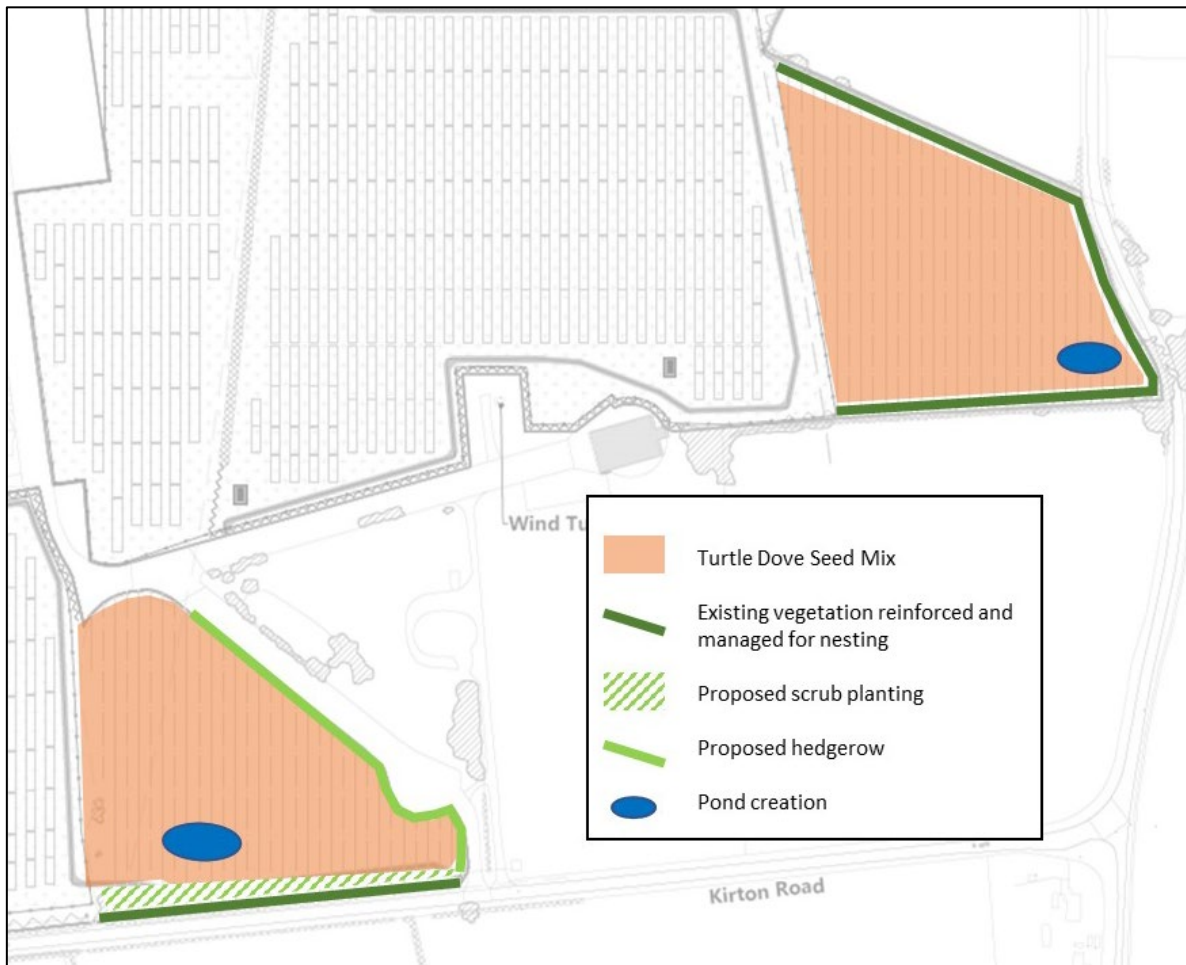 Wind Tu
Turtle Dove Seed Mix
Existing vegetation reinforced and
managed for nesting
Proposed scrub planting
Proposed hedgerow
Pond creation
Kirton Road